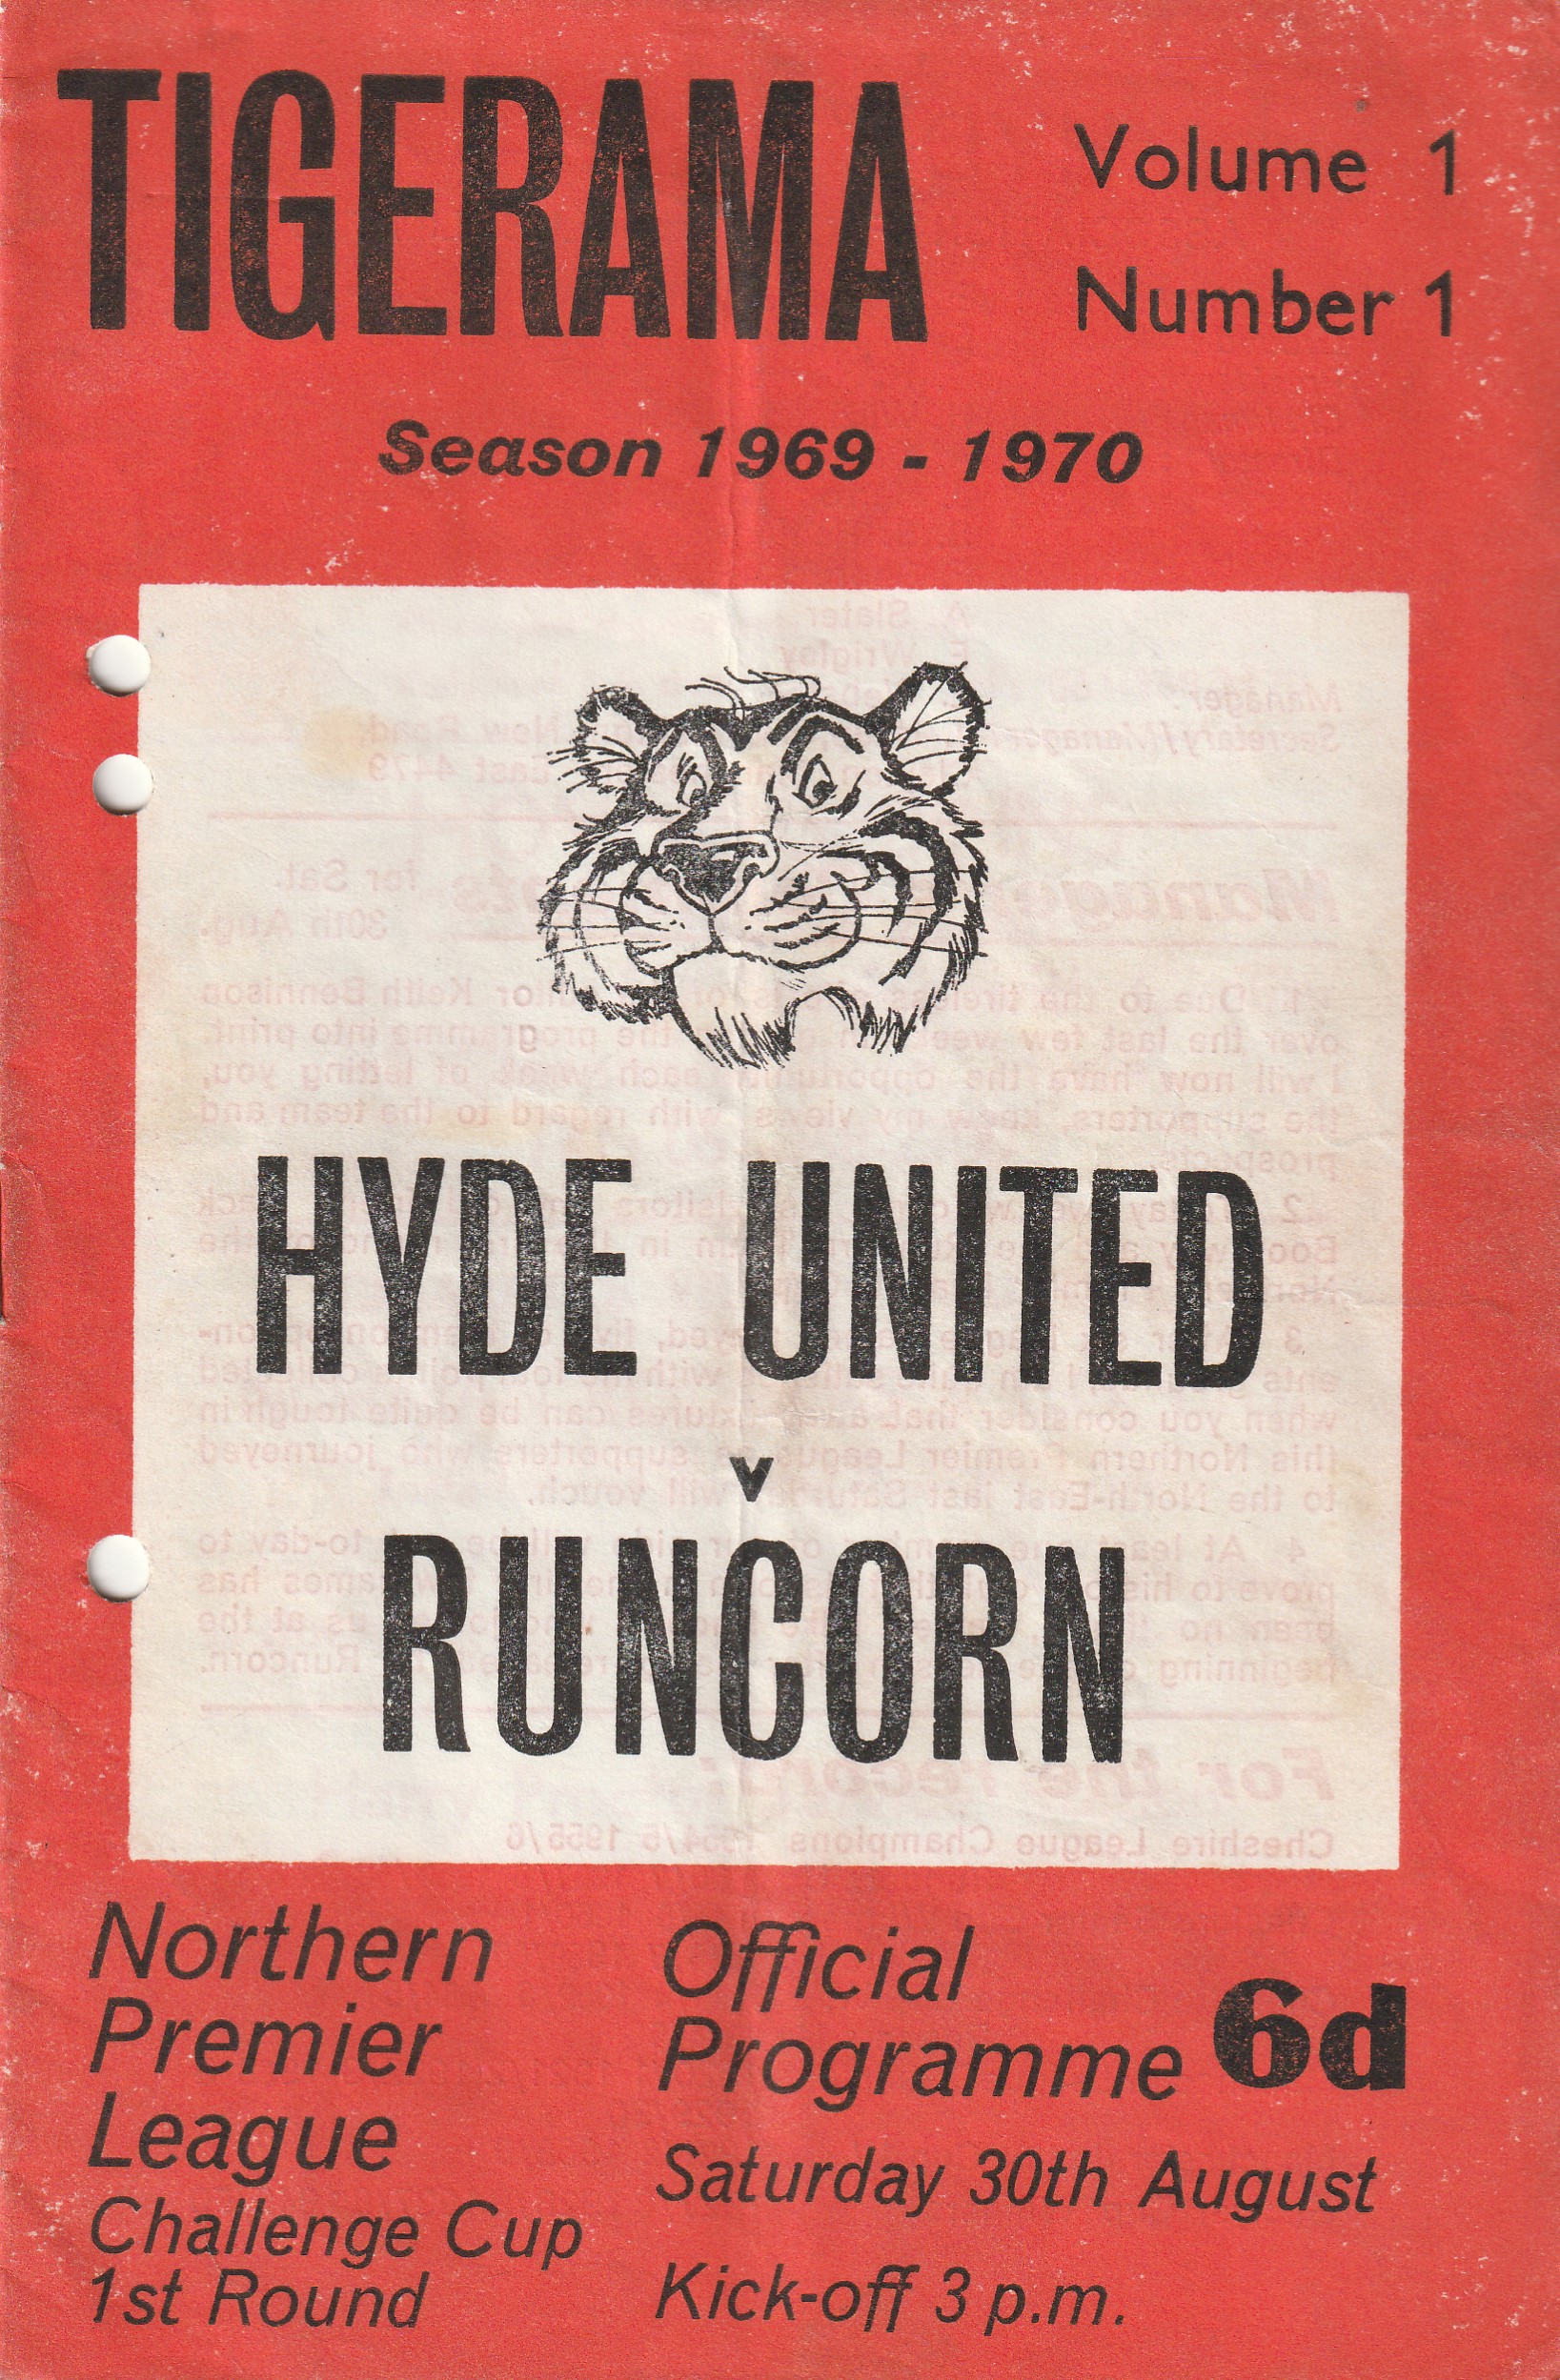 TIGERAMA
Volume 1
Number 1
Season 1969 - 1970
HYDE UNITED
v
RUNCORN
Northern
Premier
League
Challenge Cup
1st Round
Official
Programme 6d
Saturday 30th August
Kick-off 3 p.m.